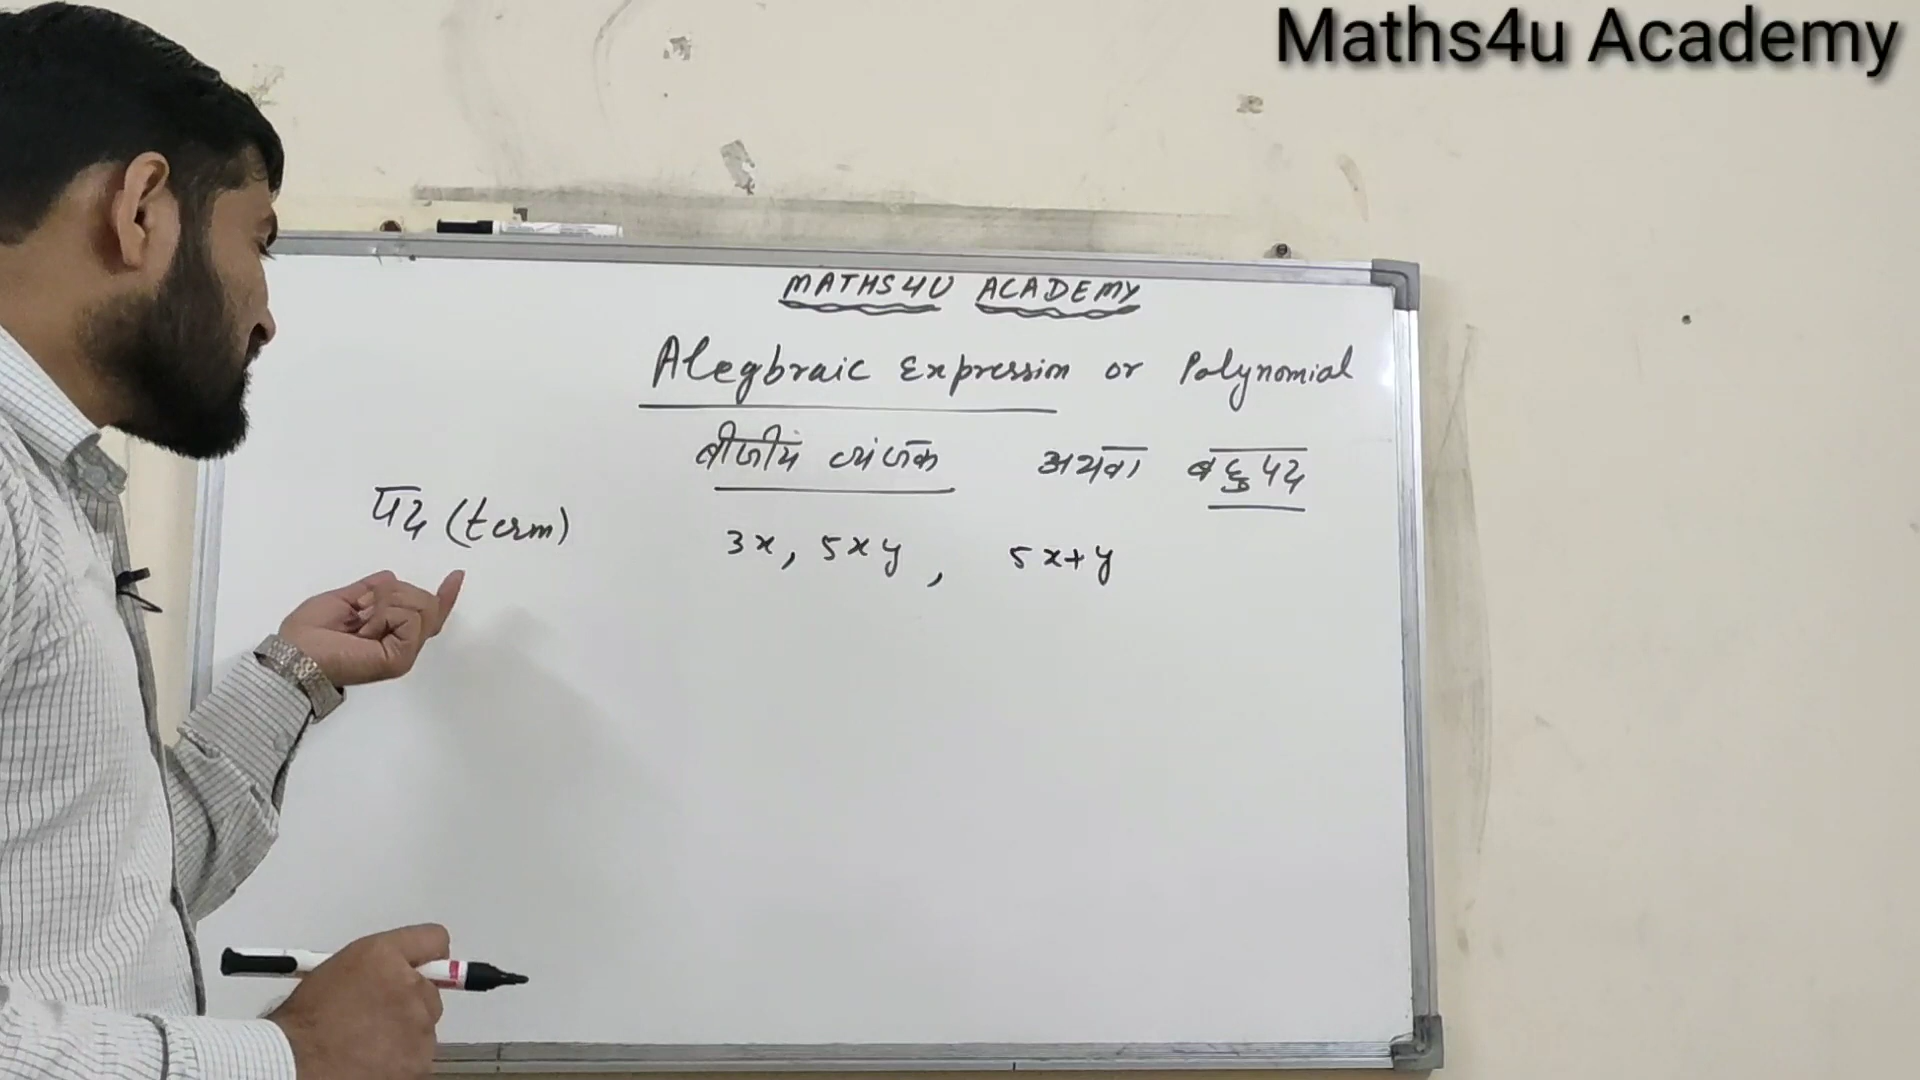 Maths4u Academy
MATHS4U ACADEMY
Alegbraic Expression or Polynomial
बीजीय व्यंजक अथवा बहुपद
पद (term)
3x, 5xy, 5x+y